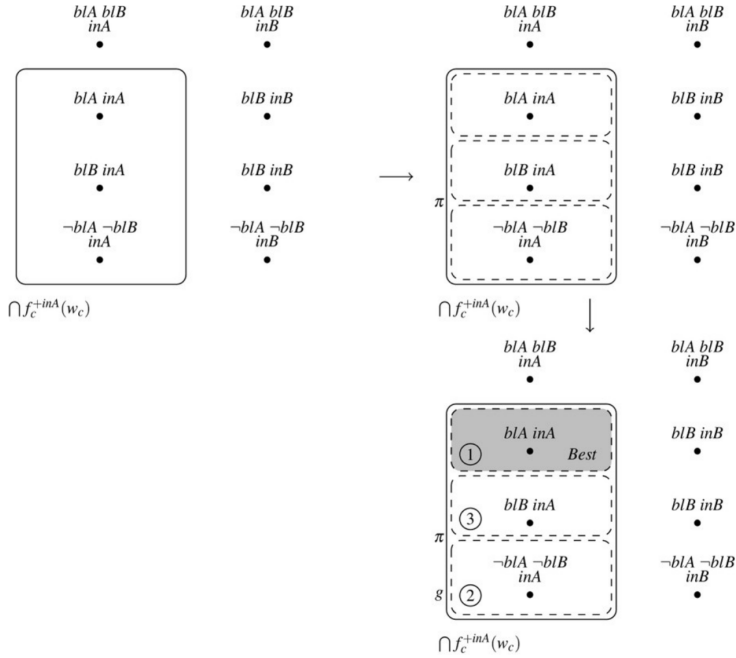 blA blB
inA
blA blB
inB
blA inA
blB inB
blB inA
blB inB
¬blA ¬blB
inA
¬blA ¬blB
inB
⋂f_c^{+inA}(w_c)
blA blB
inA
blA blB
inB
blA inA
blB inB
blB inA
blB inB
π
¬blA ¬blB
inA
¬blA ¬blB
inB
⋂f_c^{+inA}(w_c)
blA blB
inA
blA blB
inB
blA inA
blB inB
① Best
blB inA
blB inB
③
π
¬blA ¬blB
inA
¬blA ¬blB
inB
g ②
⋂f_c^{+inA}(w_c)